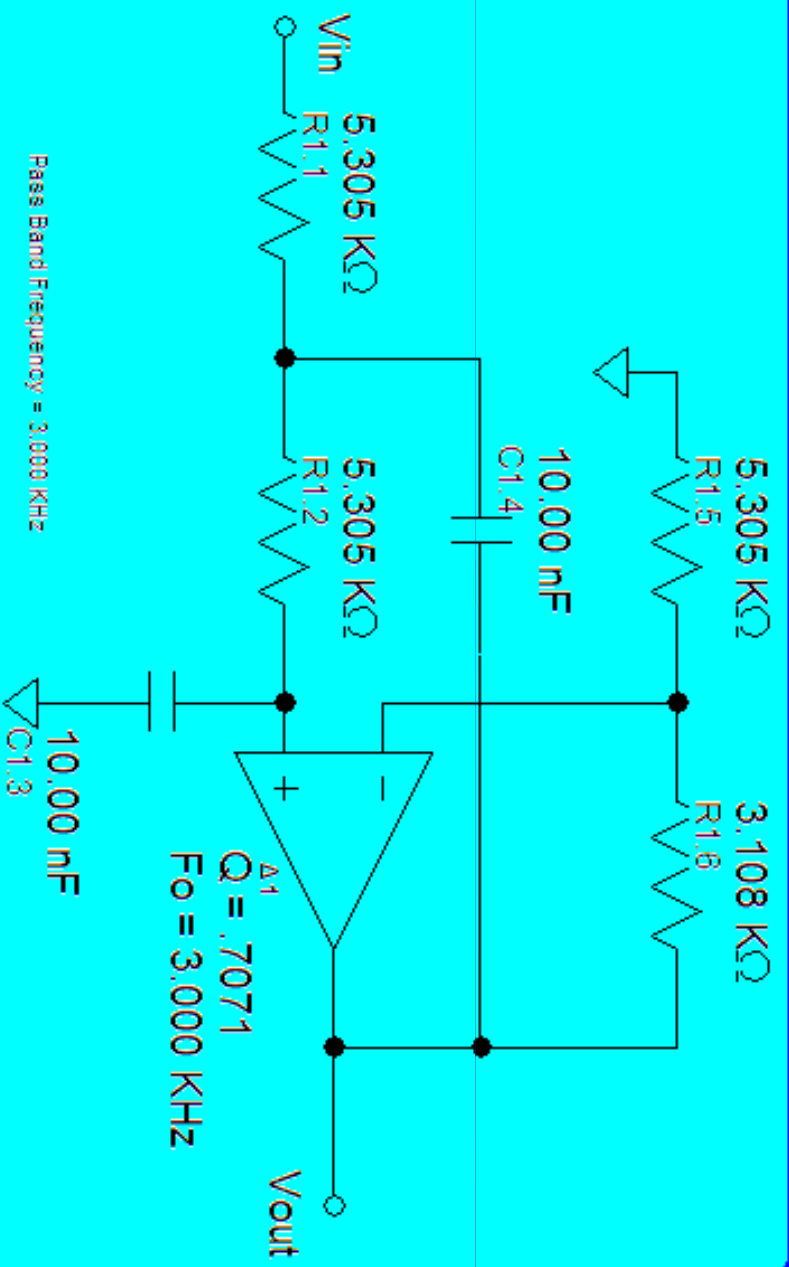 5.305 KΩ
R1.5
3.108 KΩ
R1.6
10.00 nF
C1.4
Vin
5.305 KΩ
R1.1
5.305 KΩ
R1.2
−
+
A1
Q = .7071
Fo = 3.000 KHz
Vout
10.00 nF
C1.3
Pass Band Frequency = 3.000 KHz